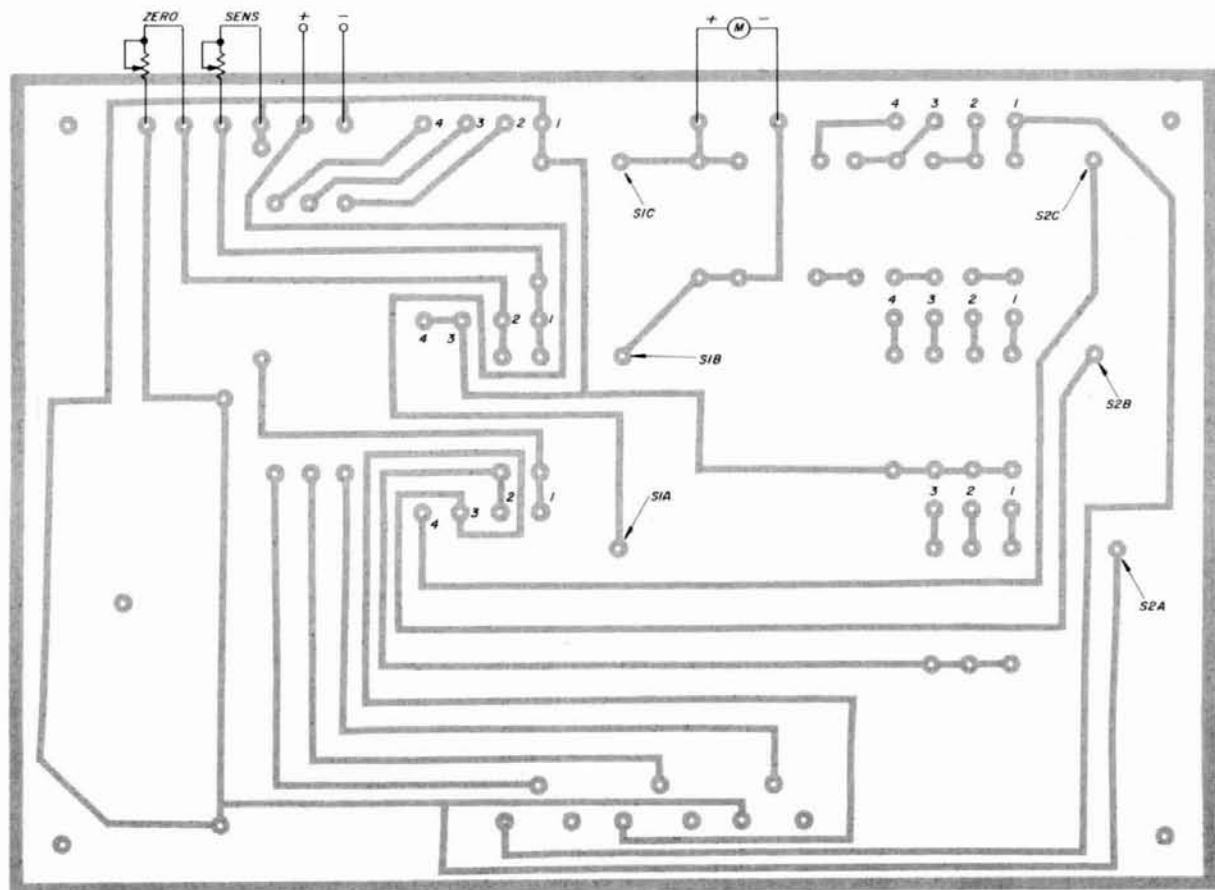 ZERO SENS + −
+ M −
4 3 2 1
4 3 2 1
S1C
S2C
4 3 2 1
4 3 2 1
S1B
S2B
S1A
3 2 1
4 3 2 1
S2A